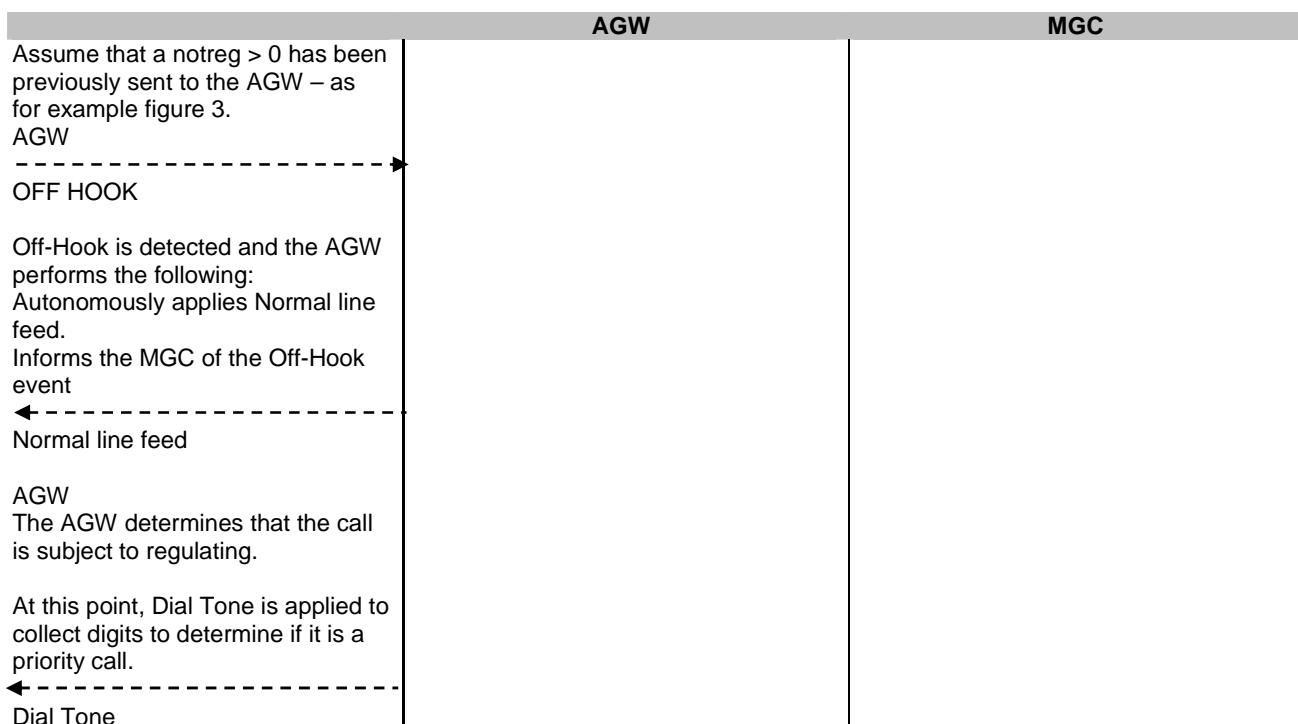 AGW MGC
Assume that a notreg > 0 has been
previously sent to the AGW – as
for example figure 3.
AGW
OFF HOOK
Off-Hook is detected and the AGW
performs the following:
Autonomously applies Normal line
feed.
Informs the MGC of the Off-Hook
event
Normal line feed
AGW
The AGW determines that the call
is subject to regulating.
At this point, Dial Tone is applied to
collect digits to determine if it is a
priority call.
Dial Tone